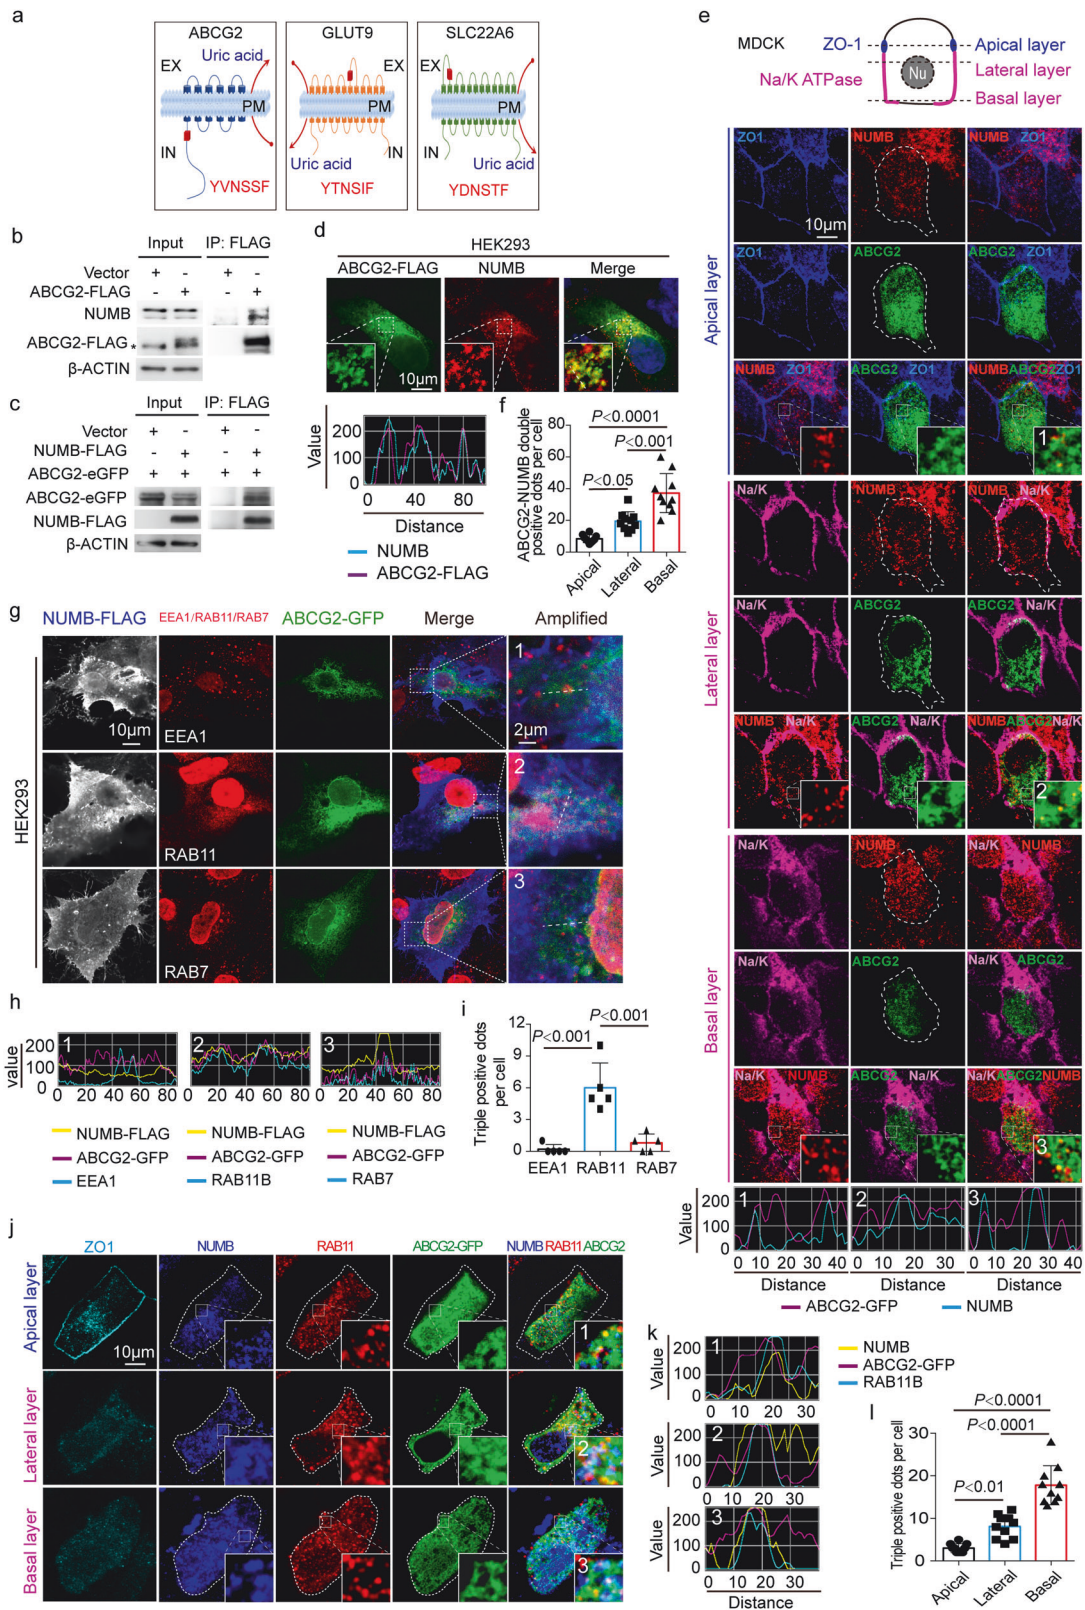 a
ABCG2
Uric acid
EX
PM
IN
YVNSSF
GLUT9
EX
PM
IN
Uric acid
YTNSIF
SLC22A6
EX
PM
IN
Uric acid
YDNSTF
b
Input IP: FLAG
Vector + - + -
ABCG2-FLAG - + - +
NUMB
ABCG2-FLAG *
β-ACTIN
c
Input IP: FLAG
Vector + - + -
NUMB-FLAG - + - +
ABCG2-eGFP + + + +
ABCG2-eGFP
NUMB-FLAG
β-ACTIN
d
HEK293
ABCG2-FLAG NUMB Merge
10μm
Value
200
100
0
0 20 40 60 80
Distance
NUMB
ABCG2-FLAG
e
MDCK
ZO-1
Na/K ATPase
Nu
Apical layer
Lateral layer
Basal layer
Apical layer
ZO1 NUMB NUMB ZO1
10μm
ZO1 ABCG2 ABCG2 ZO1
NUMB ZO1 ABCG2 ZO1 NUMBABCG2ZO1
1
Lateral layer
Na/K NUMB NUMB Na/K
Na/K ABCG2 ABCG2 Na/K
NUMB Na/K ABCG2 Na/K NUMBABCG2 Na/K
2
Basal layer
Na/K NUMB Na/K NUMB
Na/K ABCG2 Na/K ABCG2
Na/K NUMB ABCG2 Na/K Na/KABCG2NUMB
3
Value
200
100
0
1 2 3
0 10 20 30 40 0 10 20 30 0 10 20 30 40
Distance Distance Distance
ABCG2-GFP NUMB
f
ABCG2-NUMB double
positive dots per cell
80
60
40
20
0
P<0.0001
P<0.001
P<0.05
Apical Lateral Basal
g
NUMB-FLAG EEA1/RAB11/RAB7 ABCG2-GFP Merge Amplified
HEK293
10μm
EEA1
1
2μm
RAB11
2
RAB7
3
h
value
200
100
0
1 2 3
0 20 40 60 80 0 20 40 60 80 0 20 40 60 80
NUMB-FLAG NUMB-FLAG NUMB-FLAG
ABCG2-GFP ABCG2-GFP ABCG2-GFP
EEA1 RAB11B RAB7
i
Triple positive dots
per cell
12
9
6
3
0
P<0.001
P<0.001
EEA1 RAB11 RAB7
j
ZO1 NUMB RAB11 ABCG2-GFP NUMB RAB11 ABCG2
Apical layer
10μm
1
Lateral layer
2
Basal layer
3
k
Value
200
100
0
1
0 10 20 30
Value
200
100
0
2
0 10 20 30
Value
200
100
0
3
0 10 20 30
Distance
NUMB
ABCG2-GFP
RAB11B
l
Triple positive dots per cell
30
20
10
0
P<0.0001
P<0.0001
P<0.01
Apical Lateral Basal